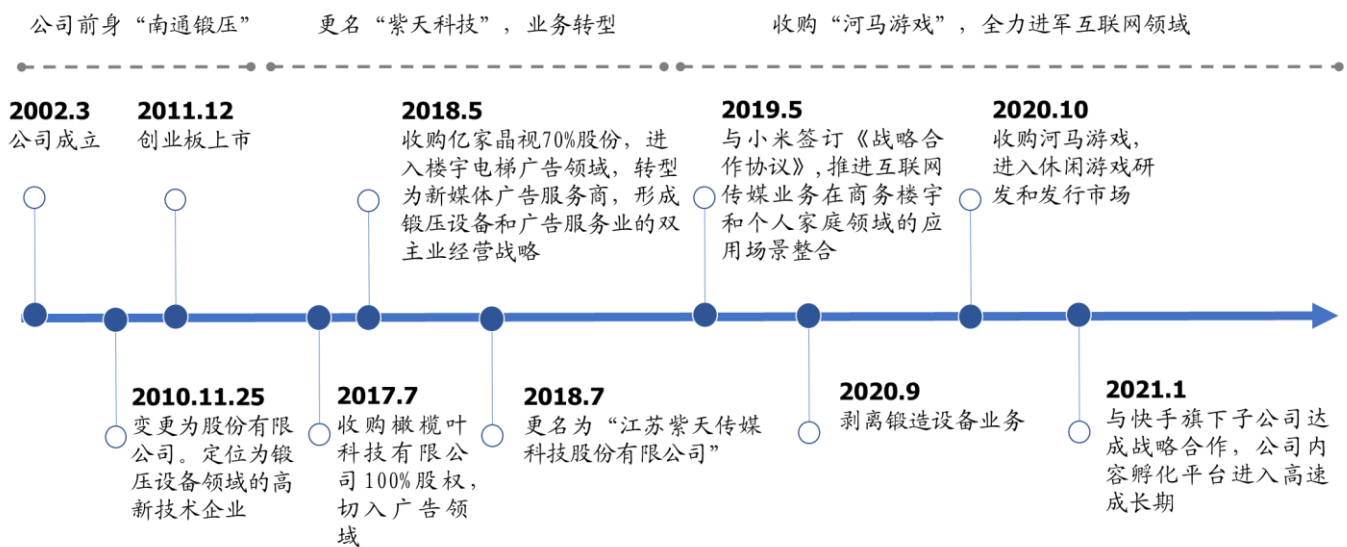 公司前身“南通锻压”
更名“紫天科技”，业务转型
收购“河马游戏”，全力进军互联网领域
2002.3
公司成立
2011.12
创业板上市
2018.5
收购亿家晶视70%股份，进
入楼宇电梯广告领域，转型
为新媒体广告服务商，形成
锻压设备和广告服务业的双
主业经营战略
2019.5
与小米签订《战略合
作协议》,推进互联网
传媒业务在商务楼宇
和个人家庭领域的应
用场景整合
2020.10
收购河马游戏，
进入休闲游戏研
发和发行市场
2010.11.25
变更为股份有限
公司。定位为锻
压设备领域的高
新技术企业
2017.7
收购橄榄叶
科技有限公
司100%股权，
切入广告领
域
2018.7
更名为“江苏紫天传媒
科技股份有限公司”
2020.9
剥离锻造设备业务
2021.1
与快手旗下子公司达
成战略合作，公司内
容孵化平台进入高速
成长期